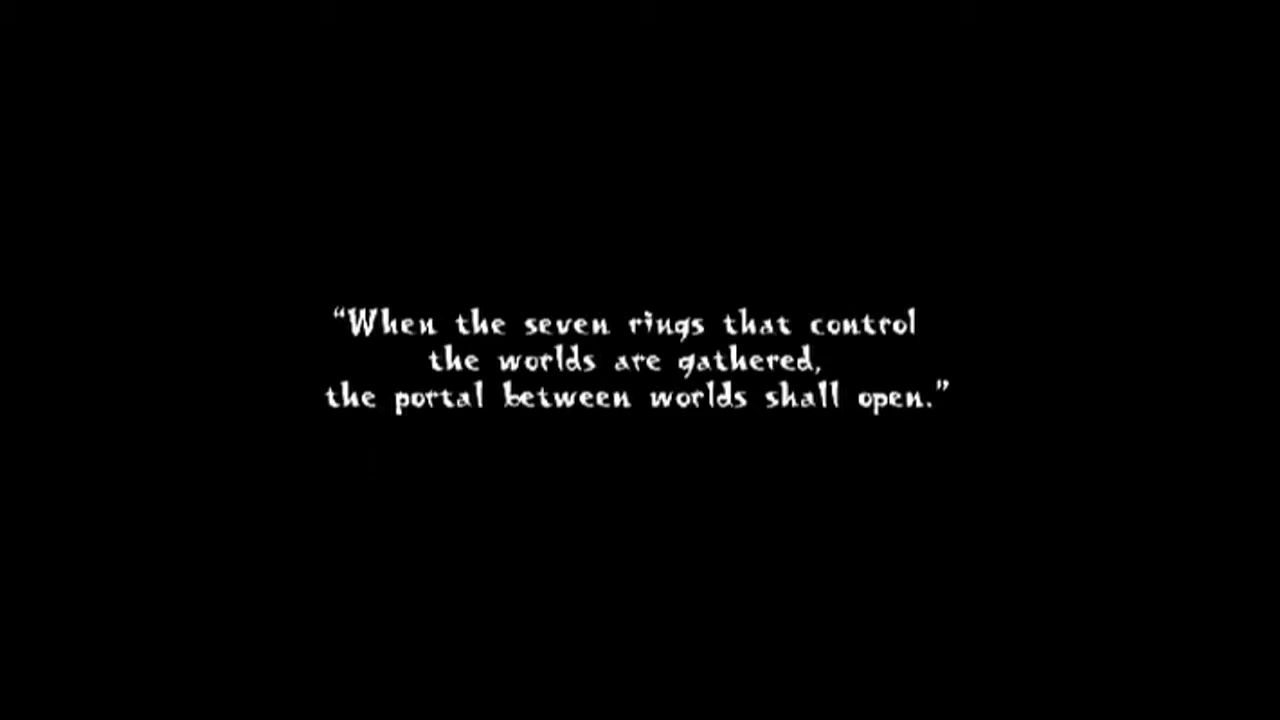 “When the seven rings that control
the worlds are gathered,
the portal between worlds shall open.”